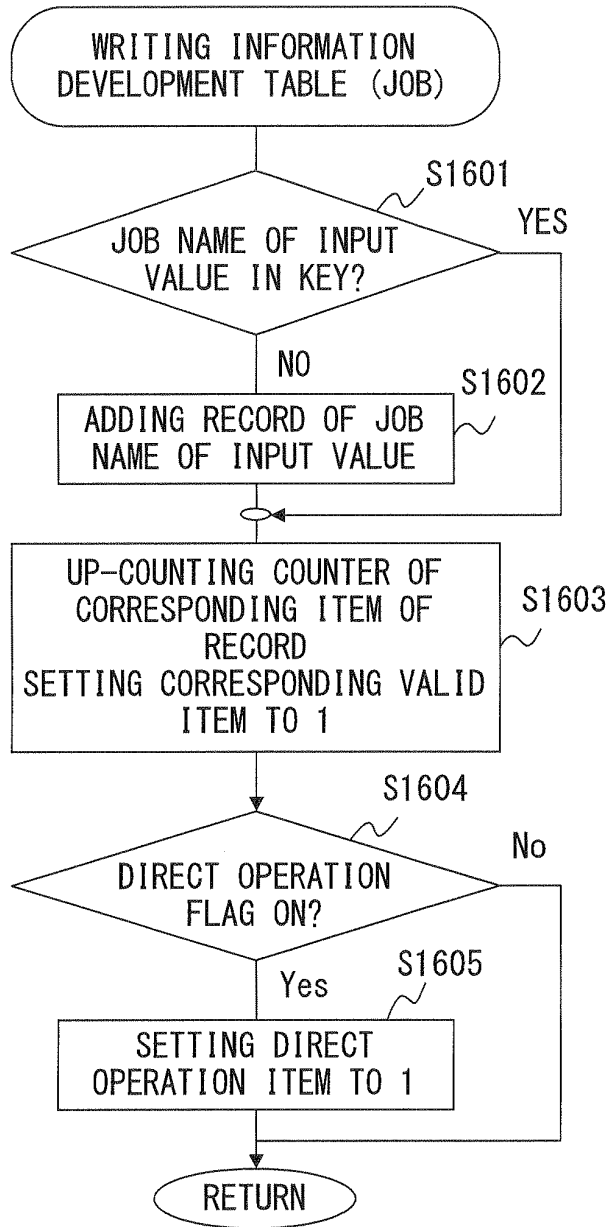 WRITING INFORMATION
DEVELOPMENT TABLE (JOB)
S1601
JOB NAME OF INPUT
VALUE IN KEY?
YES
NO
S1602
ADDING RECORD OF JOB
NAME OF INPUT VALUE
UP-COUNTING COUNTER OF
CORRESPONDING ITEM OF
RECORD
SETTING CORRESPONDING VALID
ITEM TO 1
S1603
S1604
DIRECT OPERATION
FLAG ON?
No
Yes
S1605
SETTING DIRECT
OPERATION ITEM TO 1
RETURN